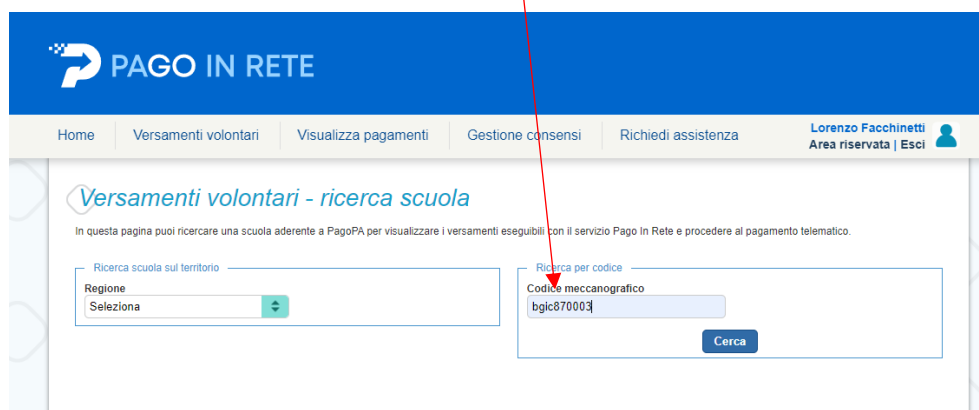 PAGO IN RETE
Home Versamenti volontari Visualizza pagamenti Gestione consensi Richiedi assistenza Lorenzo Facchinetti
Area riservata | Esci
Versamenti volontari - ricerca scuola
In questa pagina puoi ricercare una scuola aderente a PagoPA per visualizzare i versamenti eseguibili con il servizio Pago In Rete e procedere al pagamento telematico.
Ricerca scuola sul territorio
Regione
Seleziona
Ricerca per codice
Codice meccanografico
bgic870003
Cerca